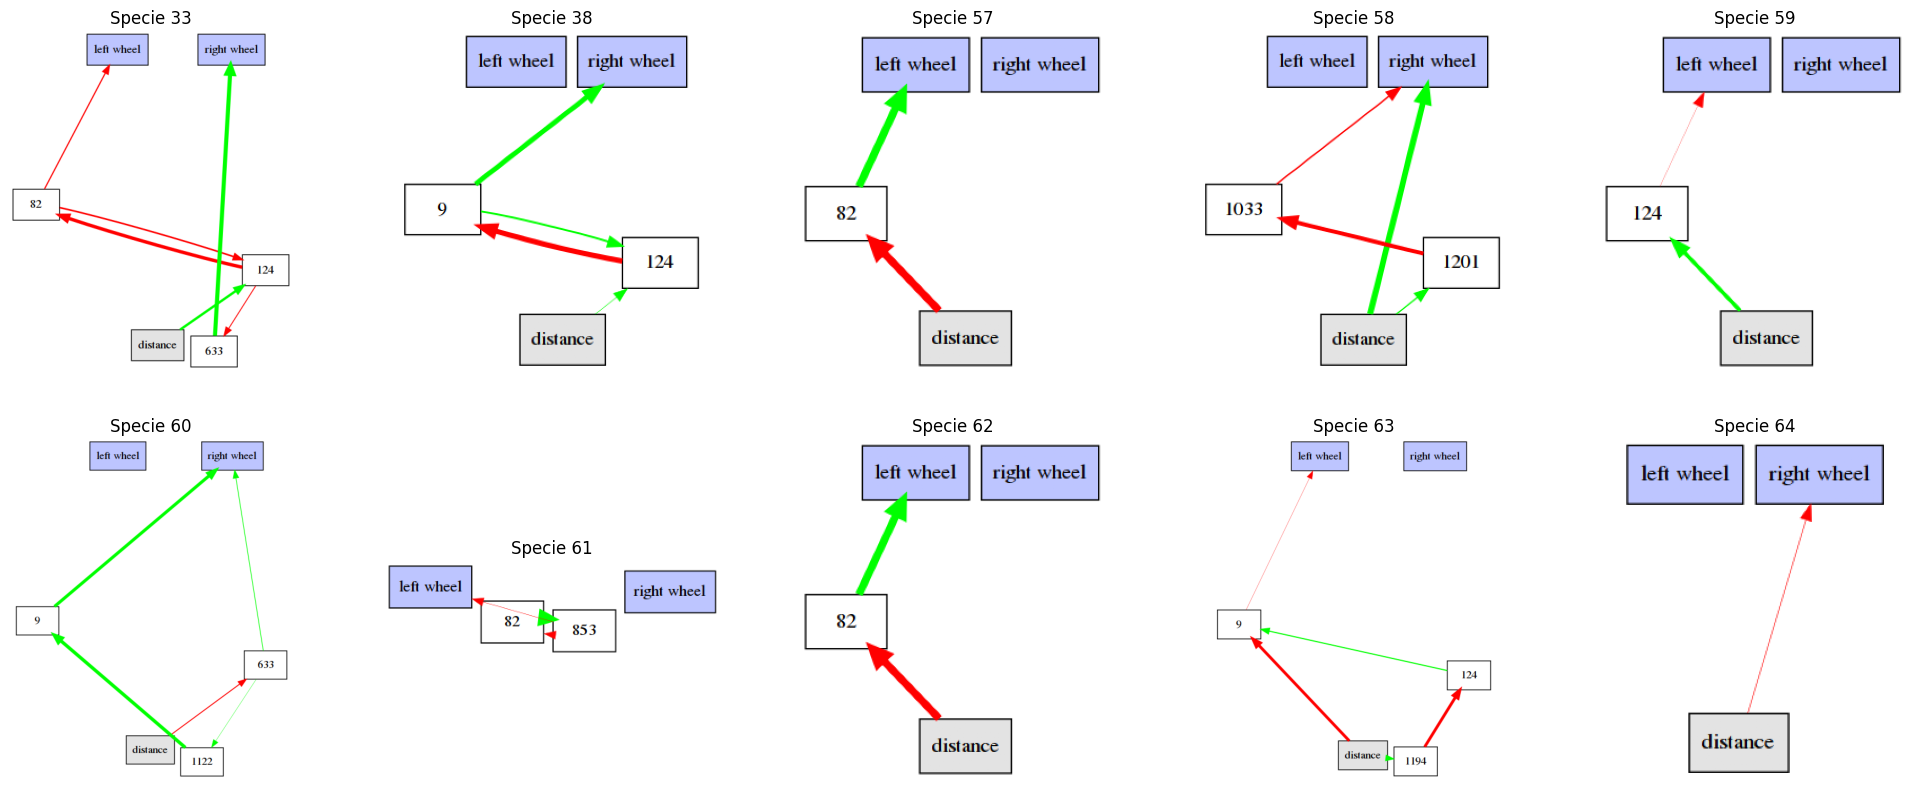 Specie 33
left wheel
right wheel
82
124
distance
633
Specie 38
left wheel
right wheel
9
124
distance
Specie 57
left wheel
right wheel
82
distance
Specie 58
left wheel
right wheel
1033
1201
distance
Specie 59
left wheel
right wheel
124
distance
Specie 60
left wheel
right wheel
9
633
distance
1122
Specie 61
left wheel
right wheel
82
853
Specie 62
left wheel
right wheel
82
distance
Specie 63
left wheel
right wheel
9
124
distance
1194
Specie 64
left wheel
right wheel
distance